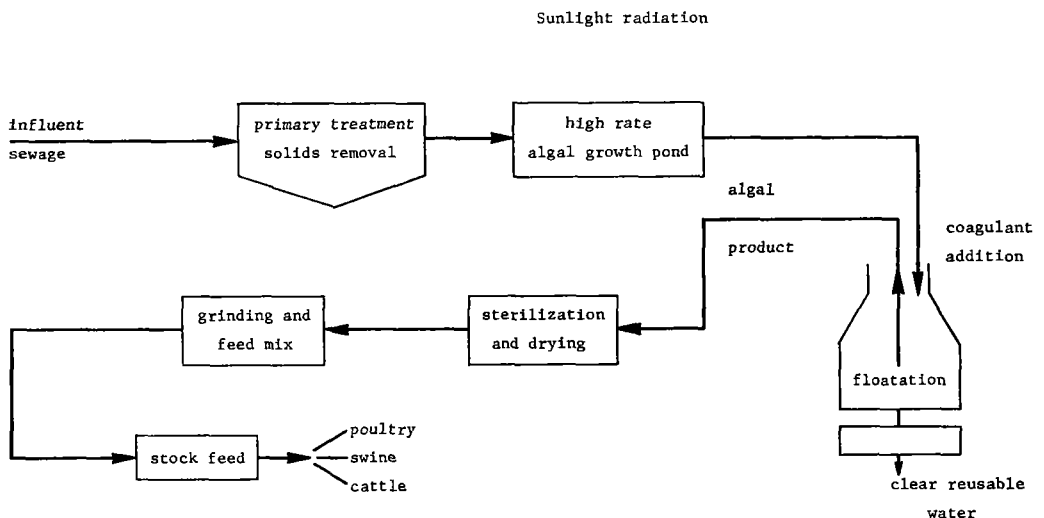 Sunlight radiation
influent
sewage
primary treatment
solids removal
high rate
algal growth pond
algal
product
coagulant
addition
grinding and
feed mix
sterilization
and drying
floatation
stock feed
poultry
swine
cattle
clear reusable
water